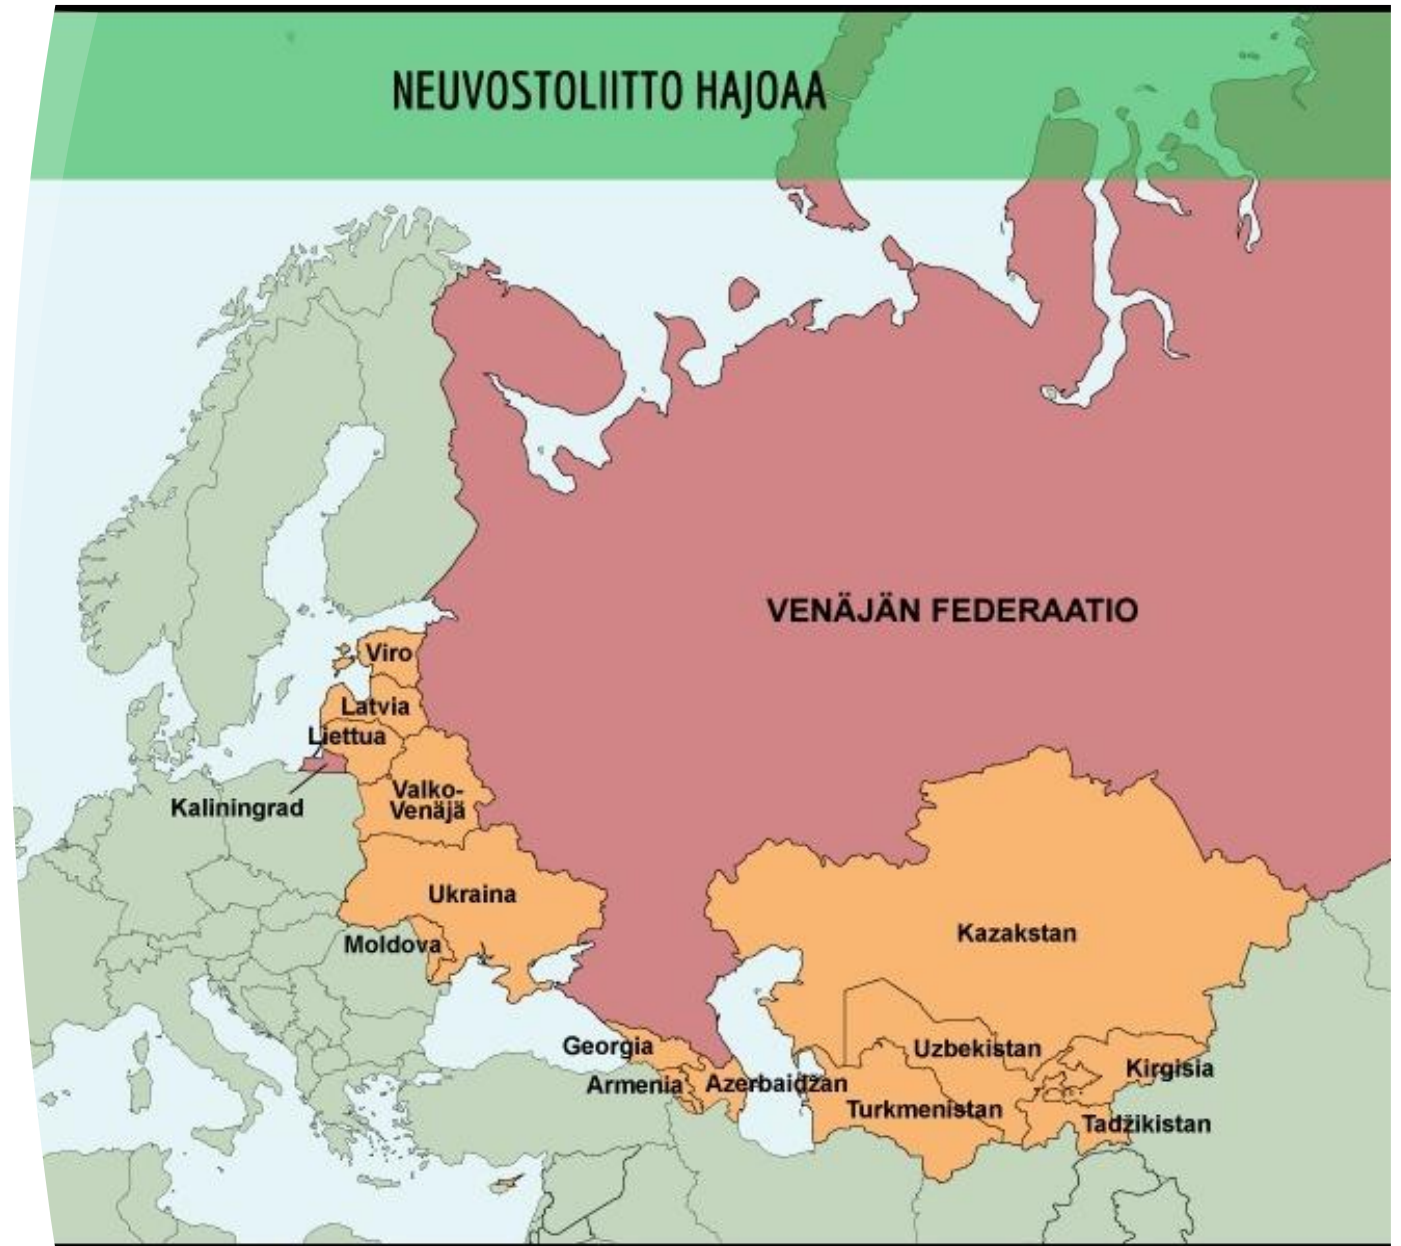 NEUVOSTOLIITTO HAJOAA
VENÄJÄN FEDERAATIO
Viro
Latvia
Liettua
Kaliningrad
Valko-
Venäjä
Ukraina
Moldova
Kazakstan
Georgia
Armenia
Azerbaidžan
Uzbekistan
Kirgisia
Turkmenistan
Tadžikistan